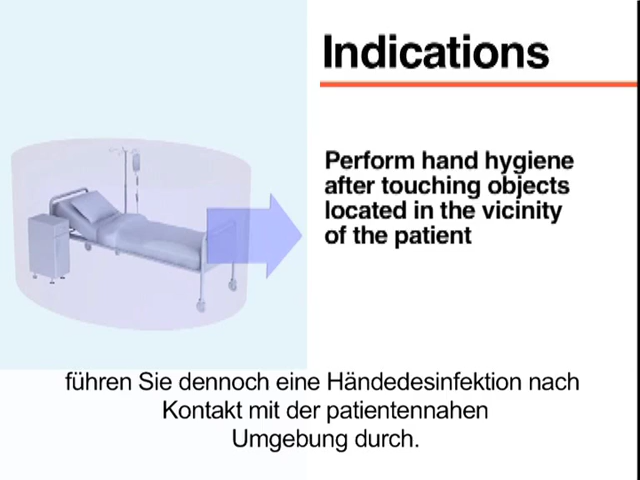 Indications
Perform hand hygiene
after touching objects
located in the vicinity
of the patient
führen Sie dennoch eine Händedesinfektion nach
Kontakt mit der patientennahen
Umgebung durch.